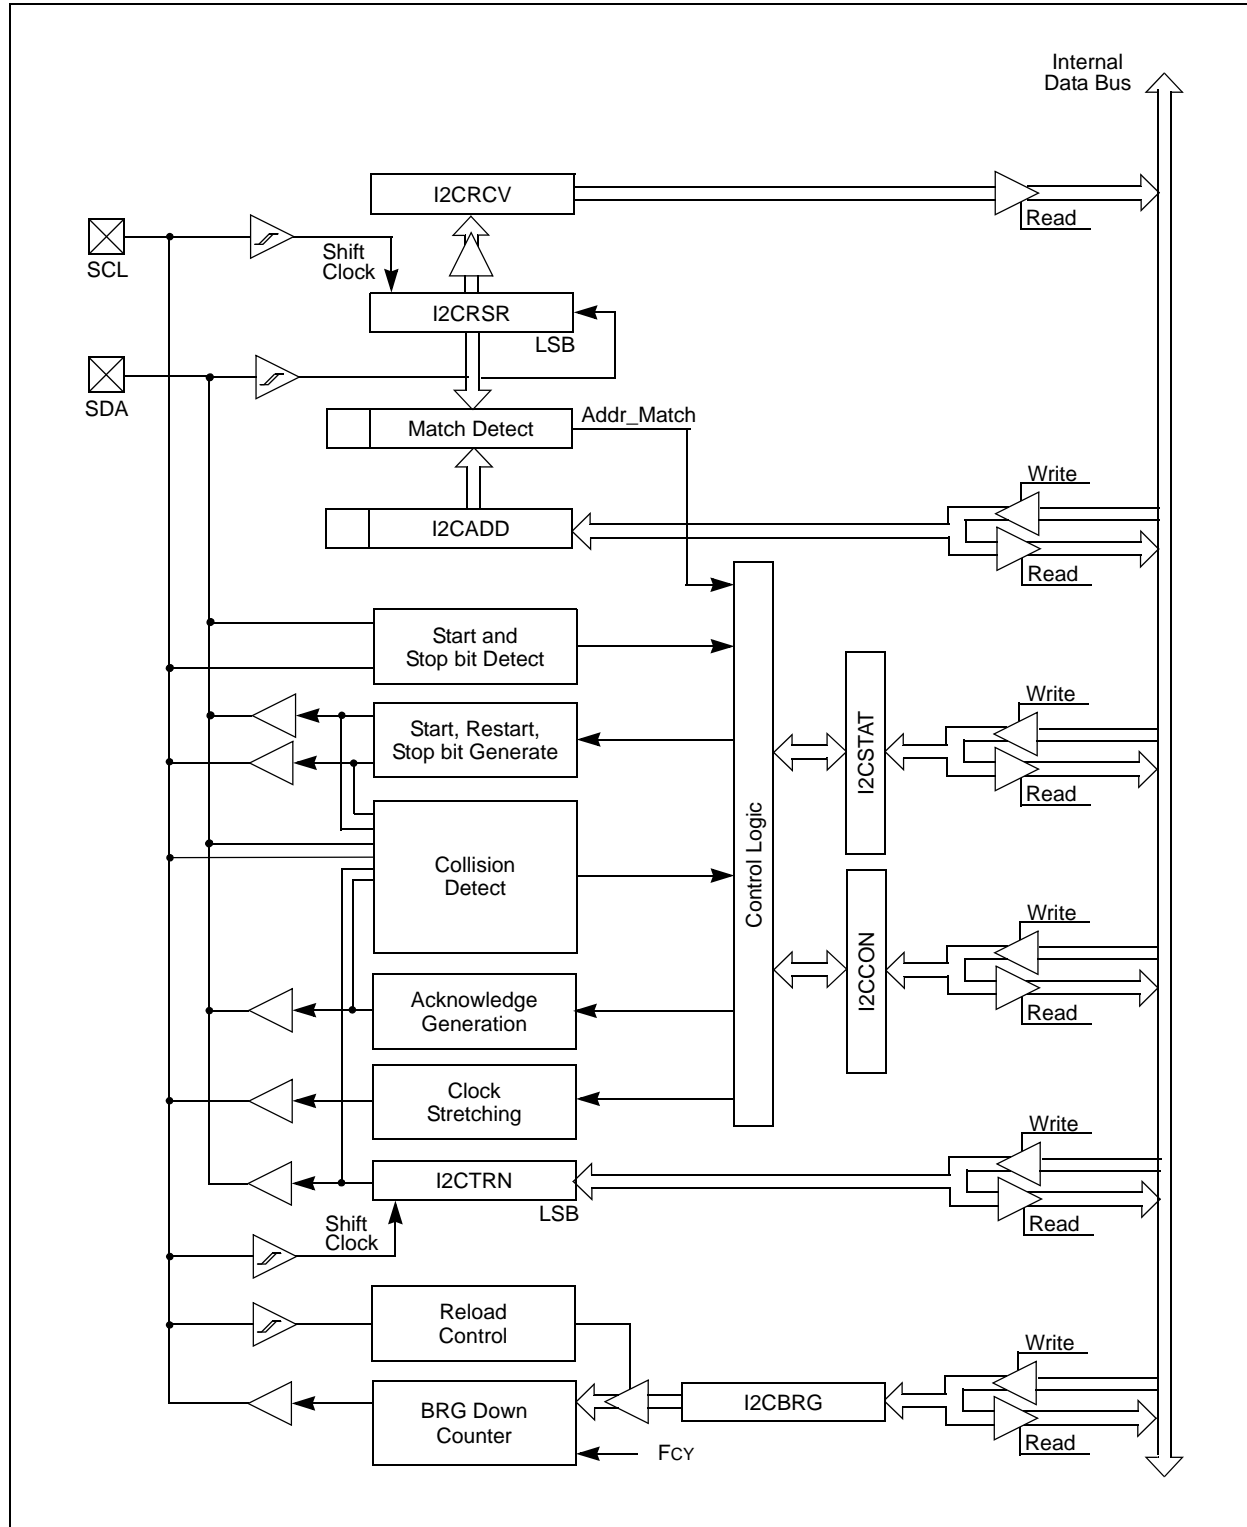 Internal
Data Bus
I2CRCV
Read
SCL
Shift
Clock
I2CRSR
LSB
SDA
Addr_Match
Match Detect
Write
I2CADD
Read
Start and
Stop bit Detect
Write
Start, Restart,
Stop bit Generate
I2CSTAT
Read
Control Logic
Collision
Detect
Write
I2CCON
Read
Acknowledge
Generation
Clock
Stretching
Write
I2CTRN
LSB
Read
Shift
Clock
Reload
Control
Write
I2CBRG
BRG Down
Counter
Read
FCY